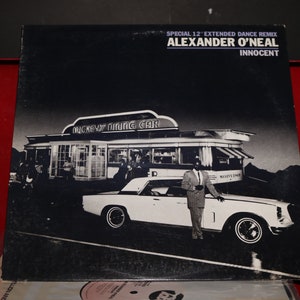 SPECIAL 12" EXTENDED DANCE REMIX
ALEXANDER O'NEAL
INNOCENT
MICKEY'S DINING CAR